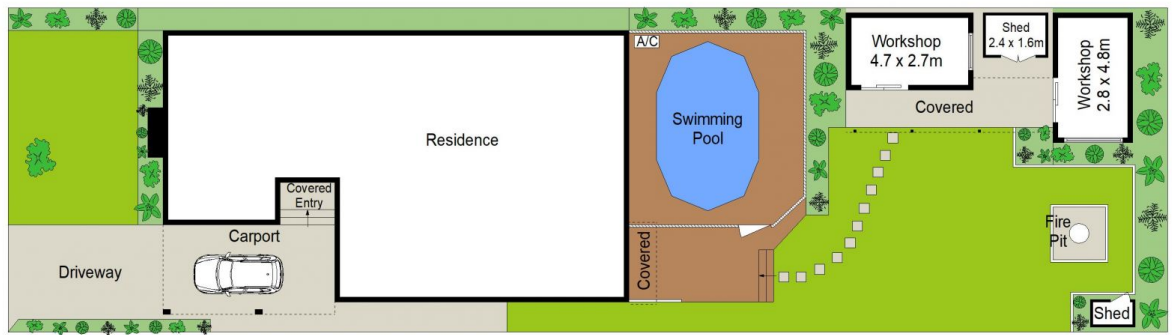 A/C
Workshop
4.7 x 2.7m
Shed
2.4 x 1.6m
Workshop
2.8 x 4.8m
Covered
Swimming
Pool
Residence
Covered
Entry
Carport
Driveway
Covered
Fire
Pit
Shed